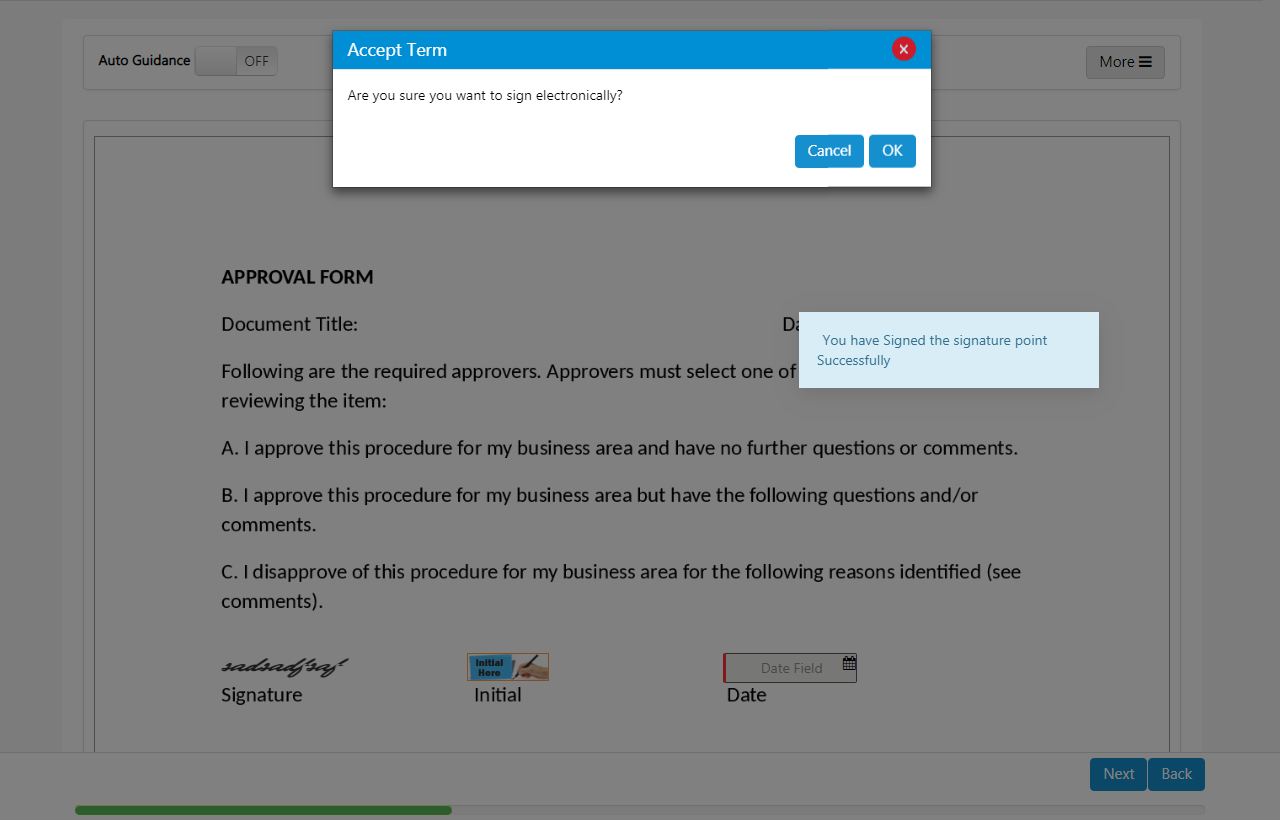 Accept Term
Auto Guidance OFF
More
Are you sure you want to sign electronically?
Cancel OK
APPROVAL FORM
Document Title:
You have Signed the signature point
Successfully
Following are the required approvers. Approvers must select one of
reviewing the item:
A. I approve this procedure for my business area and have no further questions or comments.
B. I approve this procedure for my business area but have the following questions and/or
comments.
C. I disapprove of this procedure for my business area for the following reasons identified (see
comments).
Initial
Here
Date Field
Signature Initial Date
Next Back